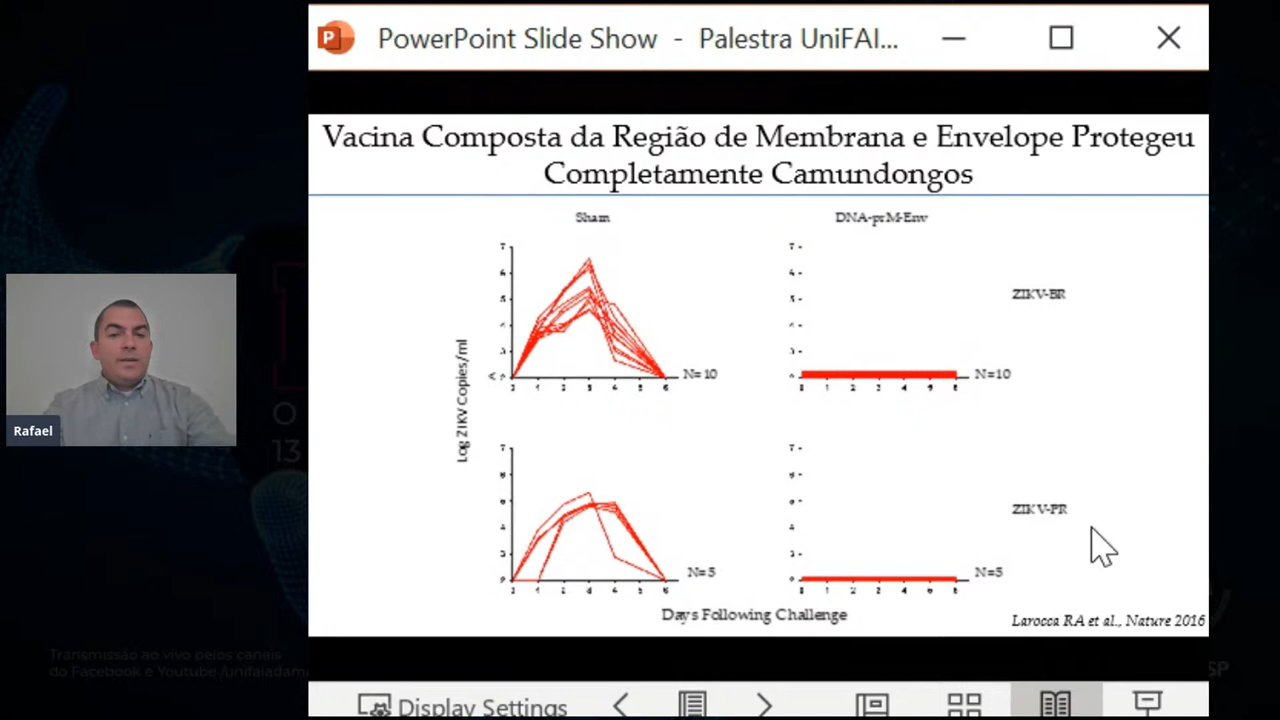 PowerPoint Slide Show - Palestra UniFAI...
Vacina Composta da Região de Membrana e Envelope Protegeu
Completamente Camundongos
Sham
DNA-prM-Env
ZIKV-BR
Log ZIKV Copies/ml
N=10
N=10
ZIKV-PR
N=5
N=5
Days Following Challenge
Larocca RA et al., Nature 2016
Rafael
O
13
Transmissão ao vivo pelos canais
do Facebook e Youtube /unifaiadam
SP
Display Settings